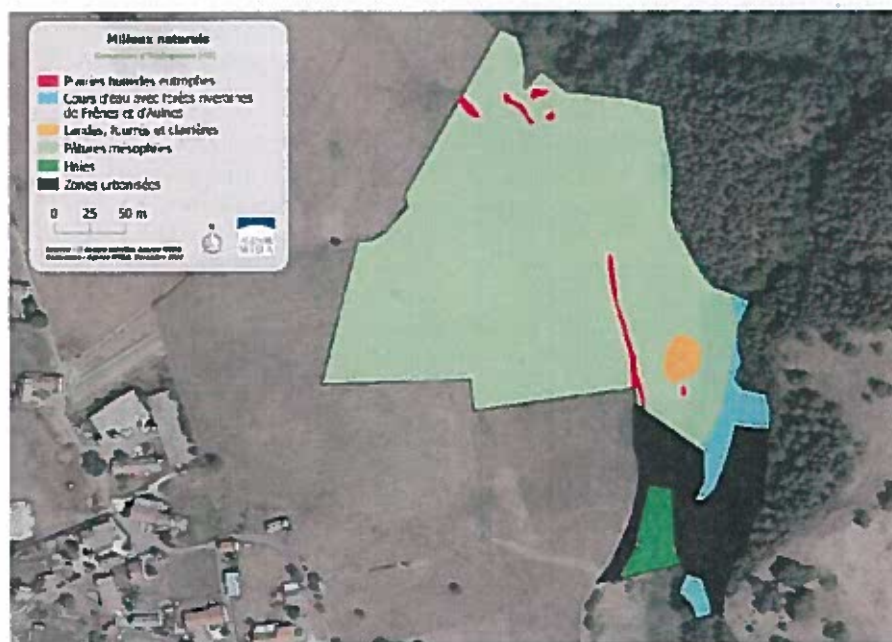 Milieux naturels
Prairies humides eutrophes
Cours d'eau avec forêts riveraines
de Frênes et d'Aulnes
Landes, fourrés et clairières
Pâtures mésophiles
Haies
Zones urbanisées
0 25 50 m